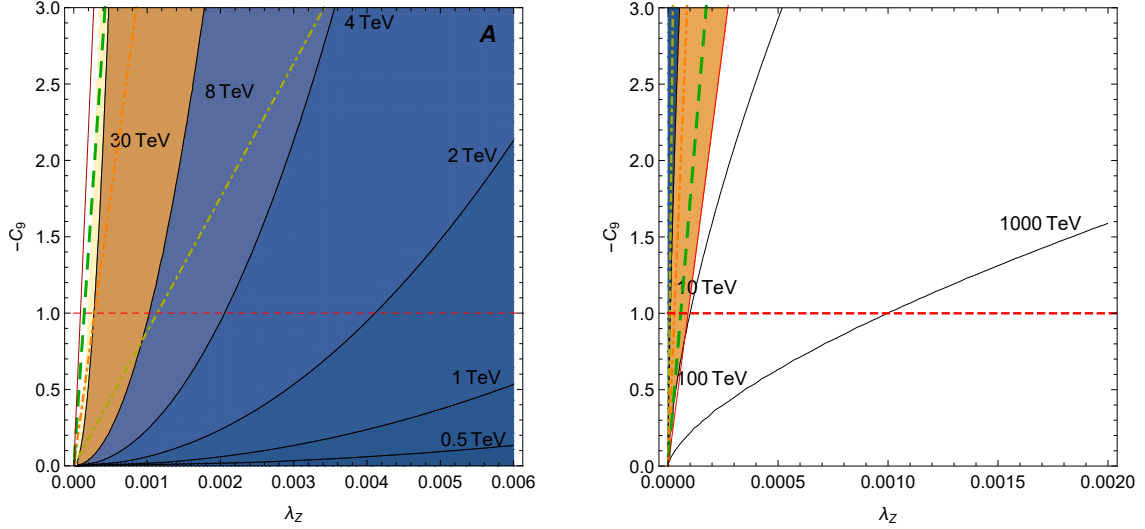 A
4 TeV
8 TeV
30 TeV
2 TeV
1 TeV
0.5 TeV
3.0
2.5
2.0
1.5
1.0
0.5
0.0
-C9
0.000
0.001
0.002
0.003
0.004
0.005
0.006
λZ
1000 TeV
10 TeV
100 TeV
3.0
2.5
2.0
1.5
1.0
0.5
0.0
-C9
0.0000
0.0005
0.0010
0.0015
0.0020
λZ